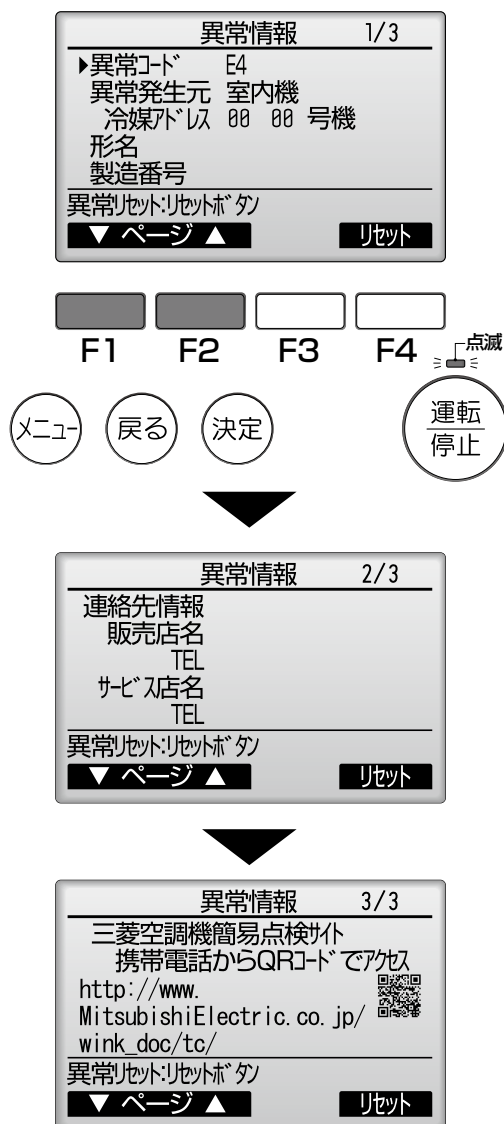 異常情報 1/3
▶異常コード E4
異常発生元 室内機
冷媒アドレス 00 00 号機
形名
製造番号
異常リセット:リセットボタン
▼ ページ ▲ リセット
F1 F2 F3 F4
点滅
メニュー 戻る 決定 運転
停止
異常情報 2/3
連絡先情報
販売店名
TEL
サービス店名
TEL
異常リセット:リセットボタン
▼ ページ ▲ リセット
異常情報 3/3
三菱空調機簡易点検サイト
携帯電話からQRコードでアクセス
http://www.
MitsubishiElectric.co.jp/
wink_doc/tc/
異常リセット:リセットボタン
▼ ページ ▲ リセット